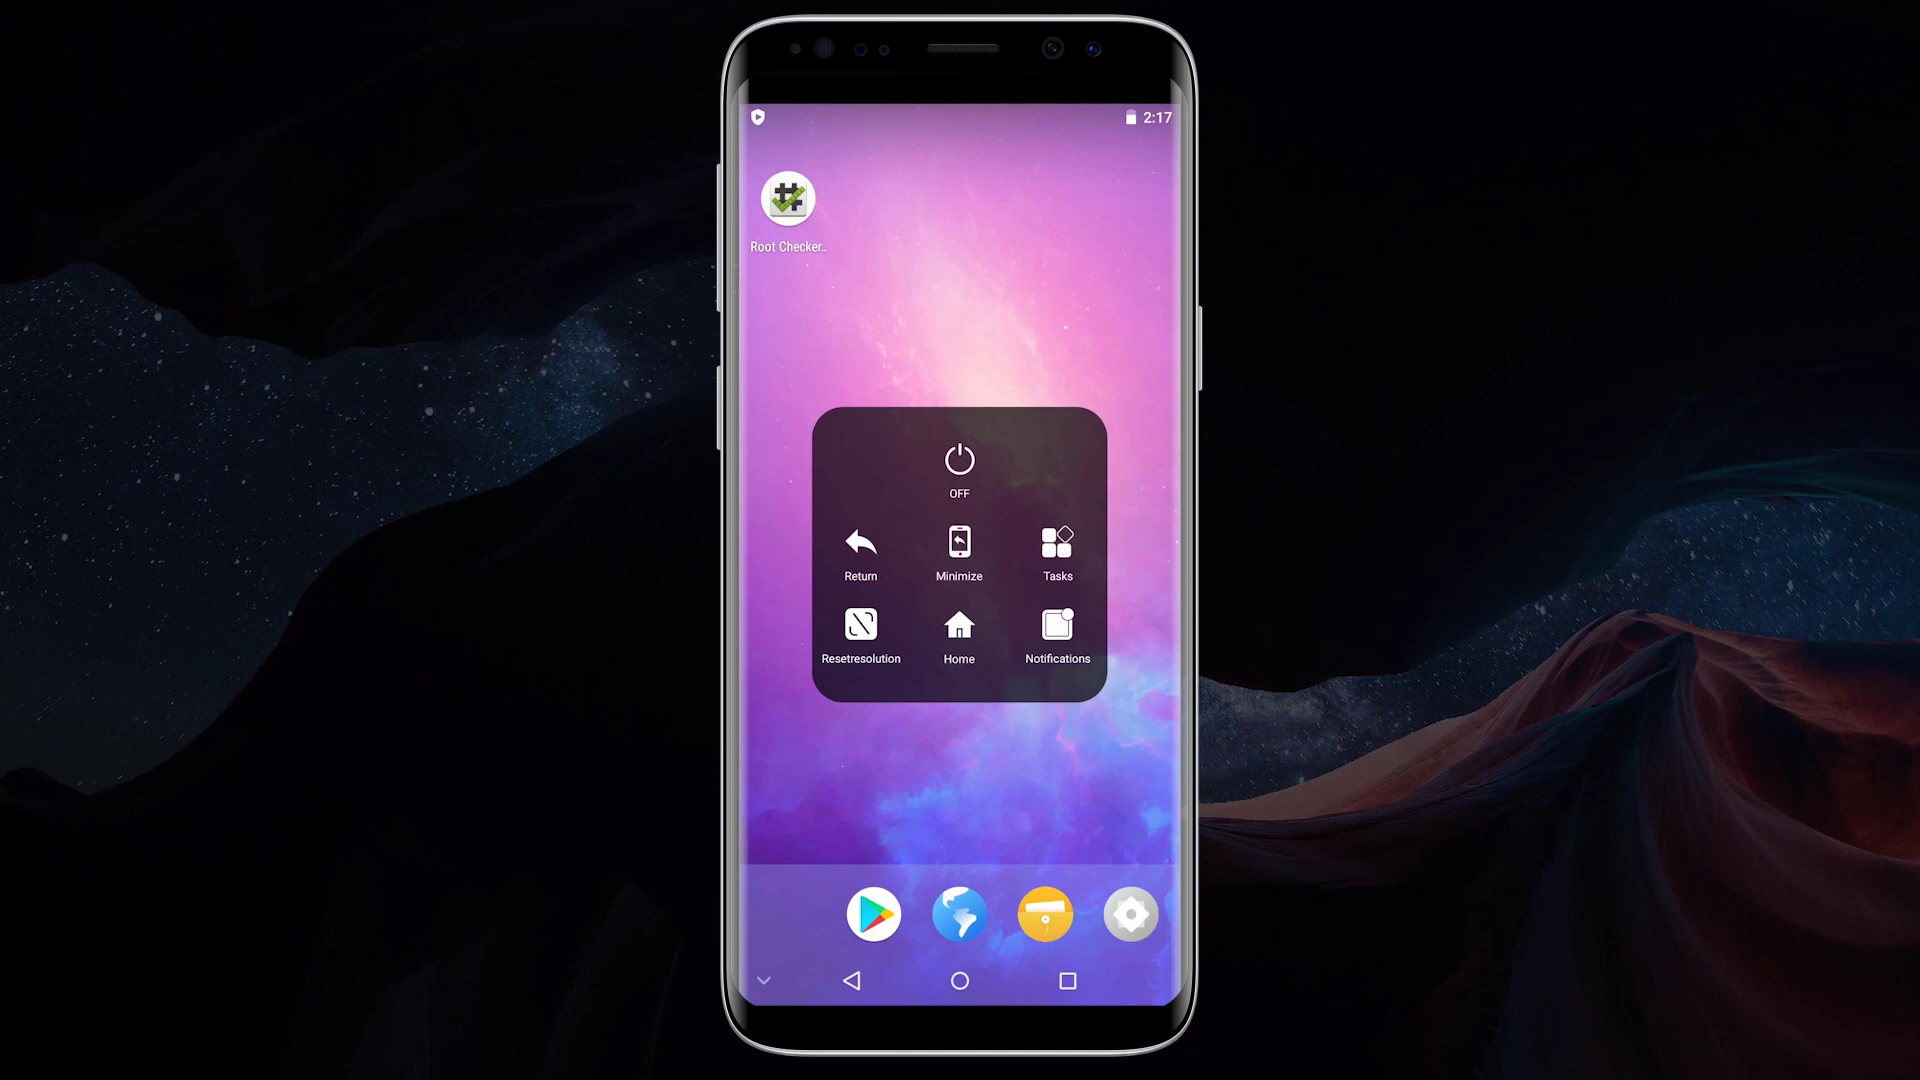 2:17
Root Checker..
OFF
Return
Minimize
Tasks
Resetresolution
Home
Notifications